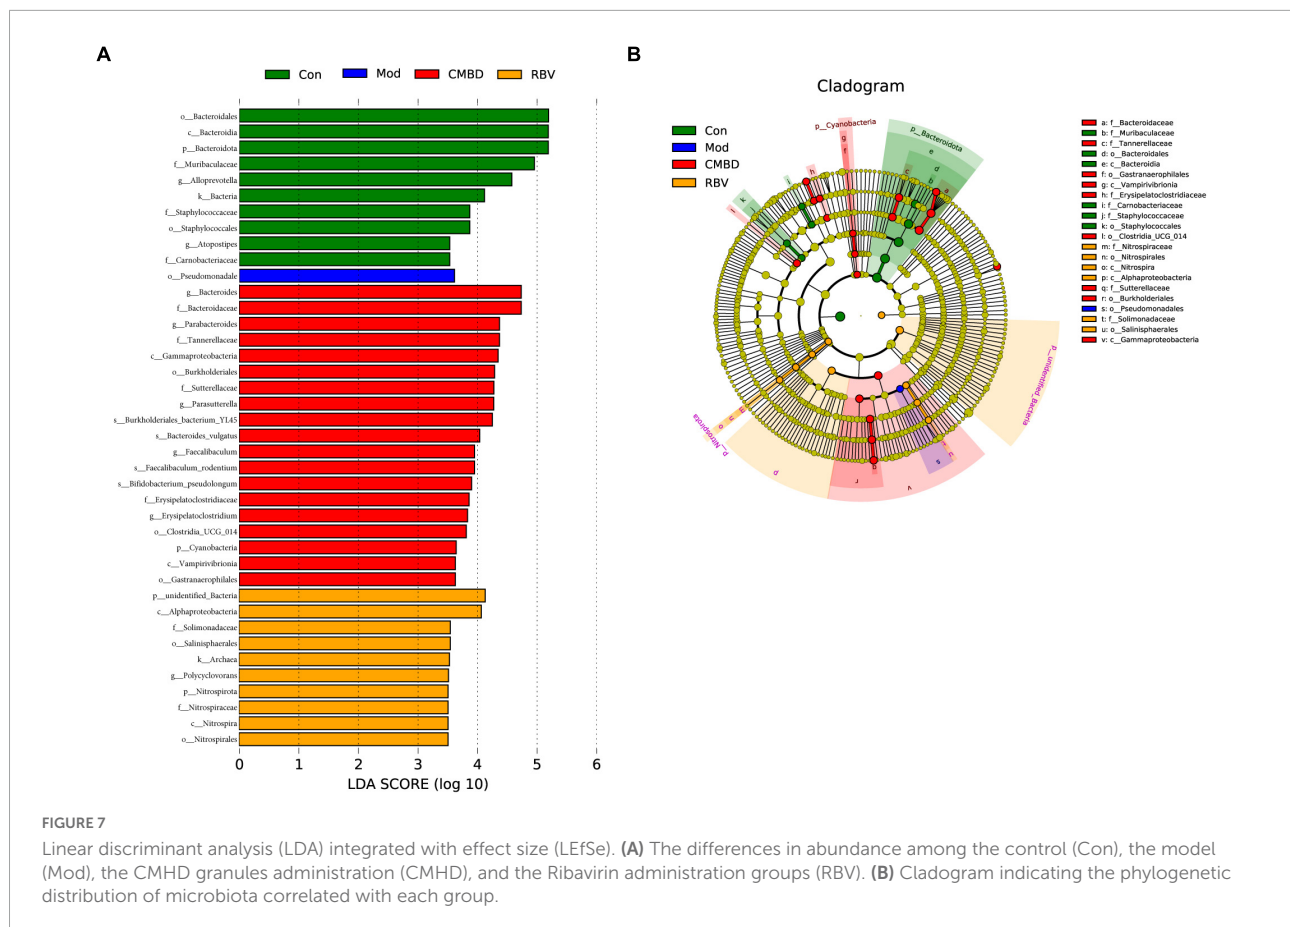 A
Con Mod CMBD RBV
o__Bacteroidales
c__Bacteroidia
p__Bacteroidota
f__Muribaculaceae
g__Alloprevotella
k__Bacteria
f__Staphylococcaceae
o__Staphylococcales
g__Atopostipes
f__Carnobacteriaceae
o__Pseudomonadale
g__Bacteroides
f__Bacteroidaceae
g__Parabacteroides
f__Tannerellaceae
c__Gammaproteobacteria
o__Burkholderiales
f__Sutterellaceae
g__Parasutterella
s__Burkholderiales_bacterium_YL45
s__Bacteroides_vulgatus
g__Faecalibaculum
s__Faecalibaculum_rodentium
s__Bifidobacterium_pseudolongum
f__Erysipelatoclostridiaceae
g__Erysipelatoclostridium
o__Clostridia_UCG_014
p__Cyanobacteria
c__Vampirivibrionia
o__Gastranaerophilales
p__unidentified_Bacteria
c__Alphaproteobacteria
f__Solimonadaceae
o__Salinisphaerales
k__Archaea
g__Polycyclovorans
p__Nitrospirota
f__Nitrospiraceae
c__Nitrospira
o__Nitrospirales
0 1 2 3 4 5 6
LDA SCORE (log 10)
B
Cladogram
Con
Mod
CMBD
RBV
p__Cyanobacteria
p__Bacteroidota
p__unidentified_Bacteria
p__Nitrospirota
g
f
e
d
c
b
a
h
i
k
j
l
m
n
o
p
q
r
s
v
u
a: f__Bacteroidaceae
b: f__Muribaculaceae
c: f__Tannerellaceae
d: o__Bacteroidales
e: c__Bacteroidia
f: o__Gastranaerophilales
g: c__Vampirivibrionia
h: f__Erysipelatoclostridiaceae
i: f__Carnobacteriaceae
j: f__Staphylococcaceae
k: o__Staphylococcales
l: o__Clostridia_UCG_014
m: f__Nitrospiraceae
n: o__Nitrospirales
o: c__Nitrospira
p: c__Alphaproteobacteria
q: f__Sutterellaceae
r: o__Burkholderiales
s: o__Pseudomonadales
t: f__Solimonadaceae
u: o__Salinisphaerales
v: c__Gammaproteobacteria
FIGURE 7
Linear discriminant analysis (LDA) integrated with effect size (LEfSe). (A) The differences in abundance among the control (Con), the model
(Mod), the CMHD granules administration (CMHD), and the Ribavirin administration groups (RBV). (B) Cladogram indicating the phylogenetic
distribution of microbiota correlated with each group.